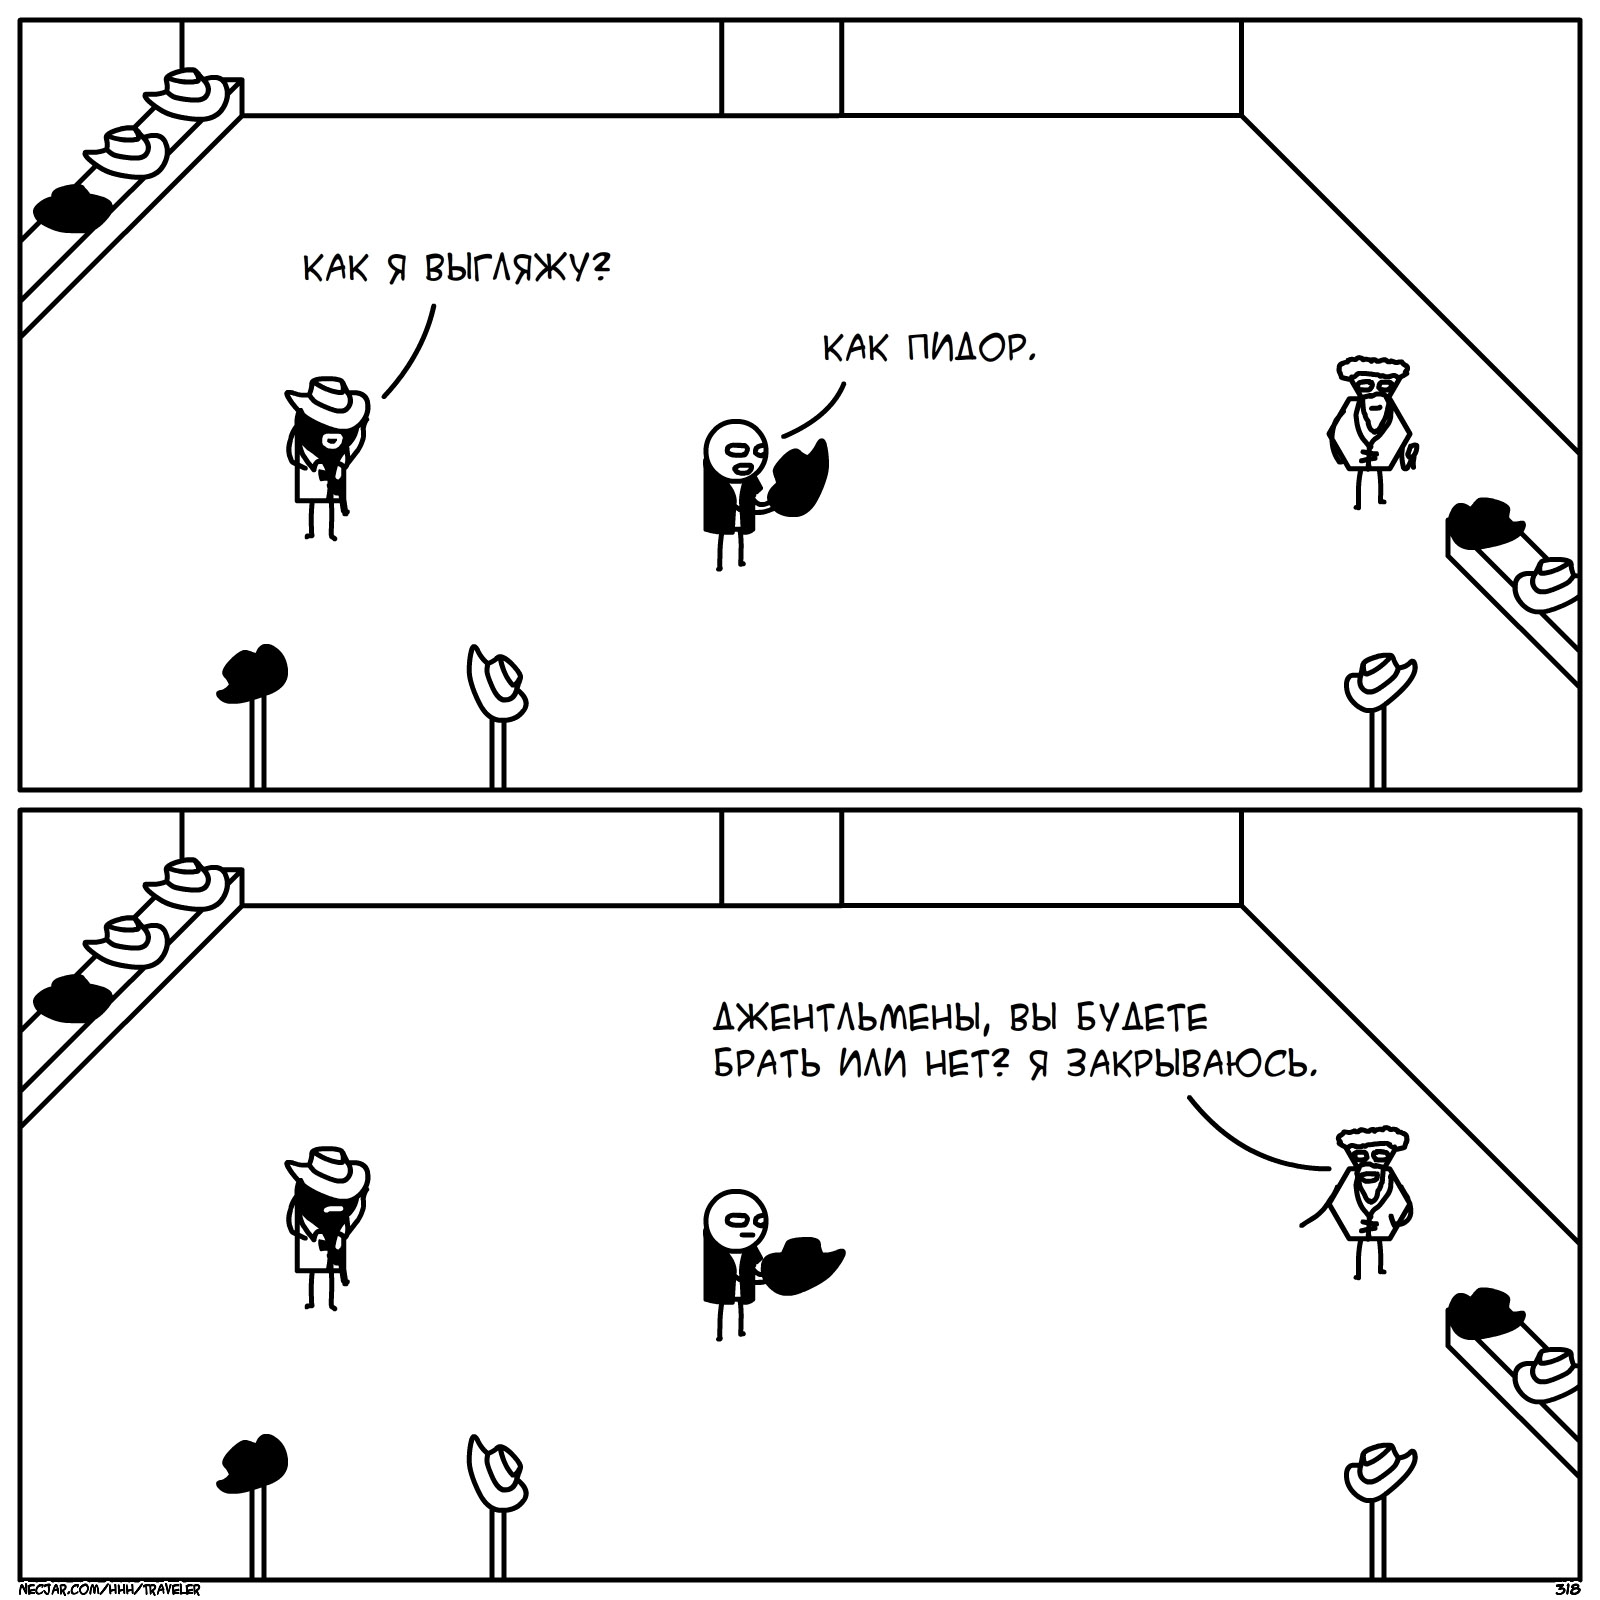 КАК Я ВЫГЛЯЖУ?
КАК ПИДОР.
ДЖЕНТЛЬМЕНЫ, ВЫ БУДЕТЕ
БРАТЬ ИЛИ НЕТ? Я ЗАКРЫВАЮСЬ.
NECJAR.COM/HHH/TRAVELER
318